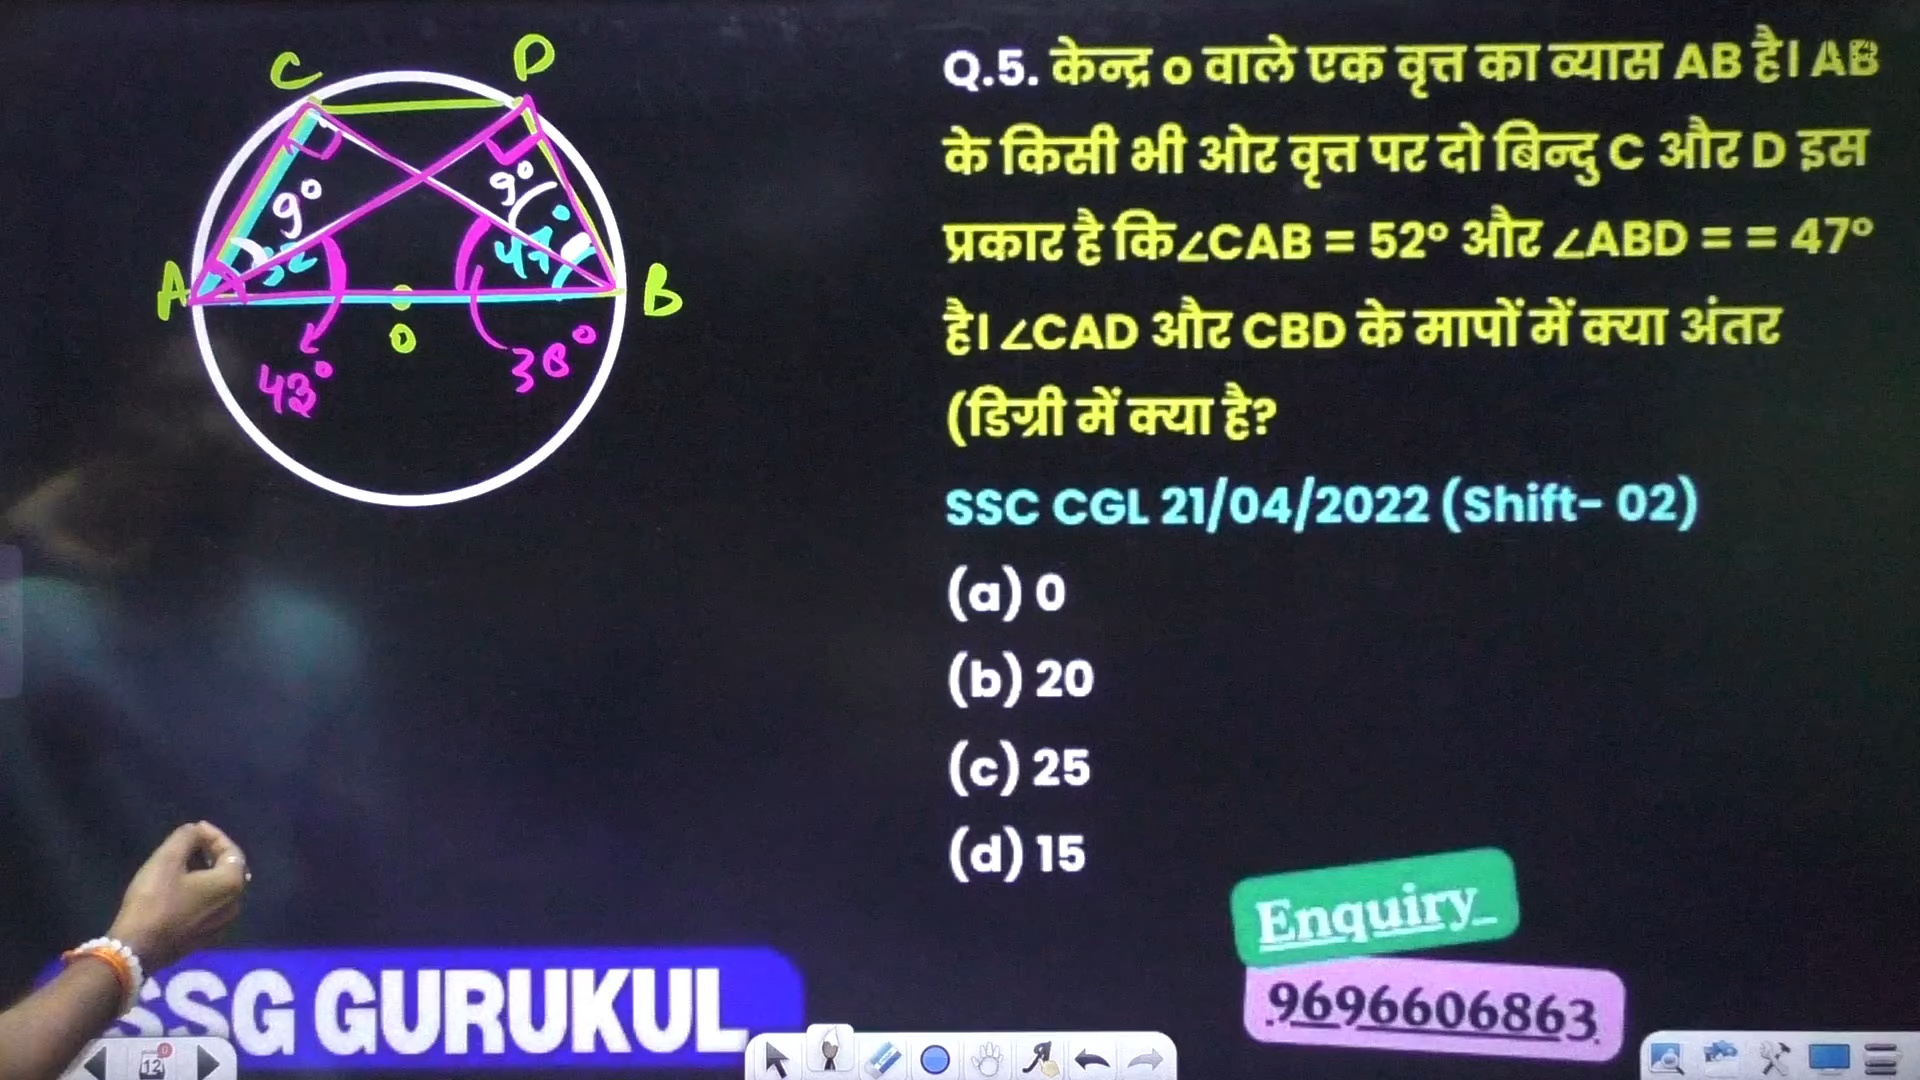 C
D
9°
9°
52
47°
A
B
O
43°
38°
Q.5. केन्द्र o वाले एक वृत्त का व्यास AB है। AB
के किसी भी ओर वृत्त पर दो बिन्दु C और D इस
प्रकार है कि∠CAB = 52° और ∠ABD = = 47°
है। ∠CAD और CBD के मापों में क्या अंतर
(डिग्री में क्या है?
SSC CGL 21/04/2022 (Shift- 02)
(a) 0
(b) 20
(c) 25
(d) 15
Enquiry_
9696606863
SSG GURUKUL
12